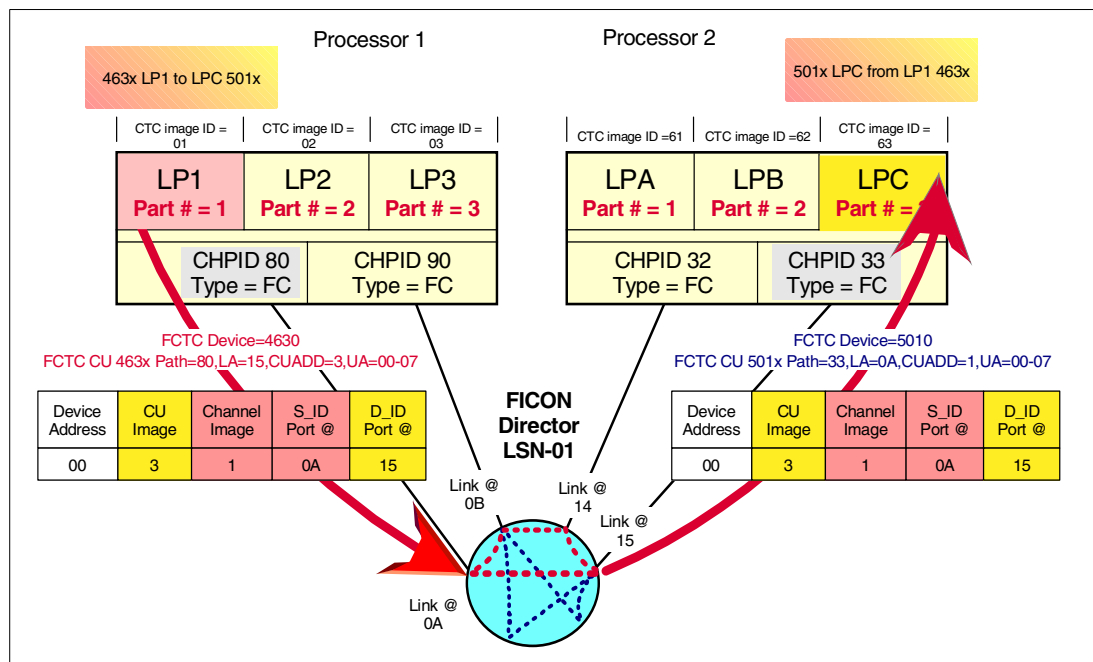 Processor 1
Processor 2
463x LP1 to LPC 501x
501x LPC from LP1 463x
CTC image ID =
01
CTC image ID =
02
CTC image ID =
03
CTC image ID =61
CTC image ID =62
CTC image ID =
63
LP1
Part # = 1
LP2
Part # = 2
LP3
Part # = 3
LPA
Part # = 1
LPB
Part # = 2
LPC
Part # =
CHPID 80
Type = FC
CHPID 90
Type = FC
CHPID 32
Type = FC
CHPID 33
Type = FC
FCTC Device=4630
FCTC CU 463x Path=80,LA=15,CUADD=3,UA=00-07
FCTC Device=5010
FCTC CU 501x Path=33,LA=0A,CUADD=1,UA=00-07
Device
Address
CU
Image
Channel
Image
S_ID
Port @
D_ID
Port @
00 3 1 0A 15
FICON
Director
LSN-01
Device
Address
CU
Image
Channel
Image
S_ID
Port @
D_ID
Port @
00 3 1 0A 15
Link @
0B
Link @
14
Link @
15
Link @
0A